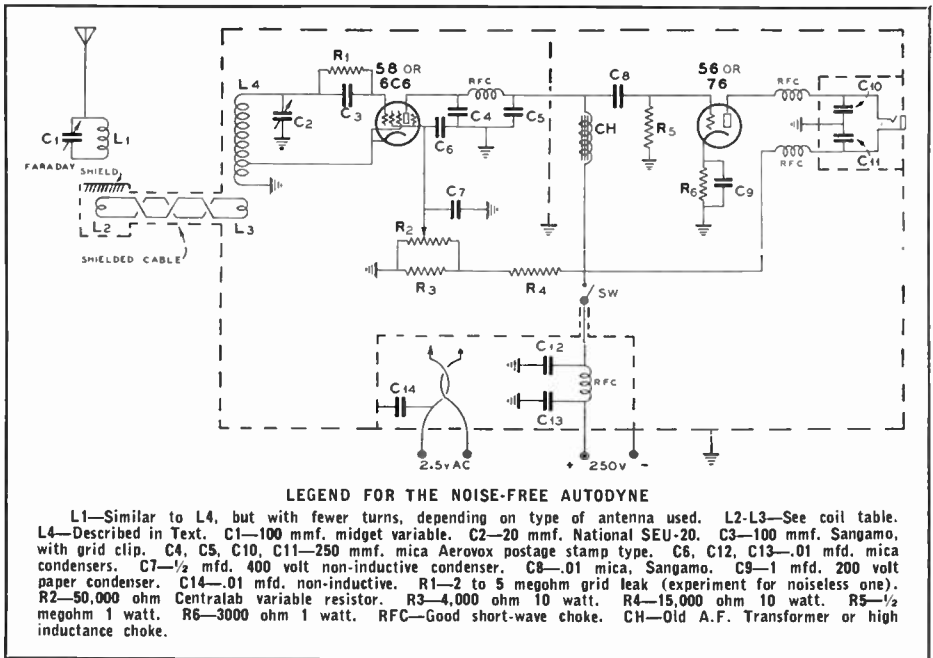 R1
L4
58 OR
6C6
RFC
C8
56 OR
76
RFC
C10
C1
L1
C2
C3
C4
C5
C6
CH
R5
C11
FARADAY
SHIELD
RFC
R6
C9
C7
L2
L3
R2
SHIELDED CABLE
R3
R4
SW
C12
C14
RFC
C13
2.5V AC
+ 250V -
LEGEND FOR THE NOISE-FREE AUTODYNE
L1—Similar to L4, but with fewer turns, depending on type of antenna used. L2-L3—See coil table.
L4—Described in Text. C1—100 mmf. midget variable. C2—20 mmf. National SEU-20. C3—100 mmf. Sangamo,
with grid clip. C4, C5, C10, C11—250 mmf. mica Aerovox postage stamp type. C6, C12, C13—.01 mfd. mica
condensers. C7—½ mfd. 400 volt non-inductive condenser. C8—.01 mica, Sangamo. C9—1 mfd. 200 volt
paper condenser. C14—.01 mfd. non-inductive. R1—2 to 5 megohm grid leak (experiment for noiseless one).
R2—50,000 ohm Centralab variable resistor. R3—4,000 ohm 10 watt. R4—15,000 ohm 10 watt. R5—½
megohm 1 watt. R6—3000 ohm 1 watt. RFC—Good short-wave choke. CH—Old A.F. Transformer or high
inductance choke.